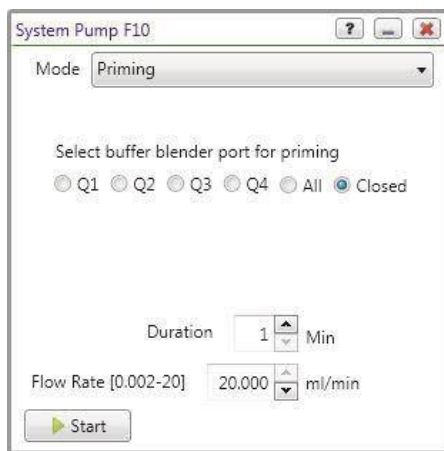 System Pump F10 ?
Mode Priming
Select buffer blender port for priming
Q1 Q2 Q3 Q4 All Closed
Duration 1 Min
Flow Rate [0.002-20] 20.000 ml/min
Start